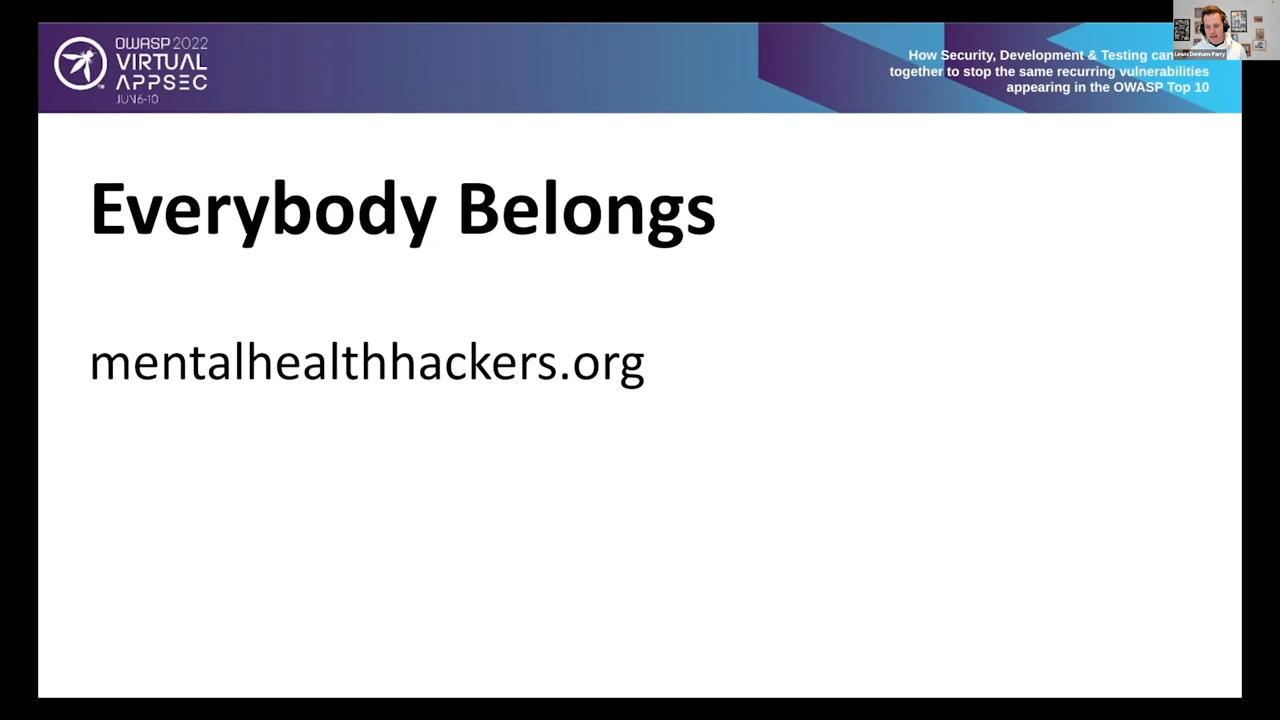 OWASP 2022
VIRTUAL
APPSEC
JUN 6-10
How Security, Development & Testing can
together to stop the same recurring vulnerabilities
appearing in the OWASP Top 10
Lewis Denham-Parry
Everybody Belongs
mentalhealthhackers.org